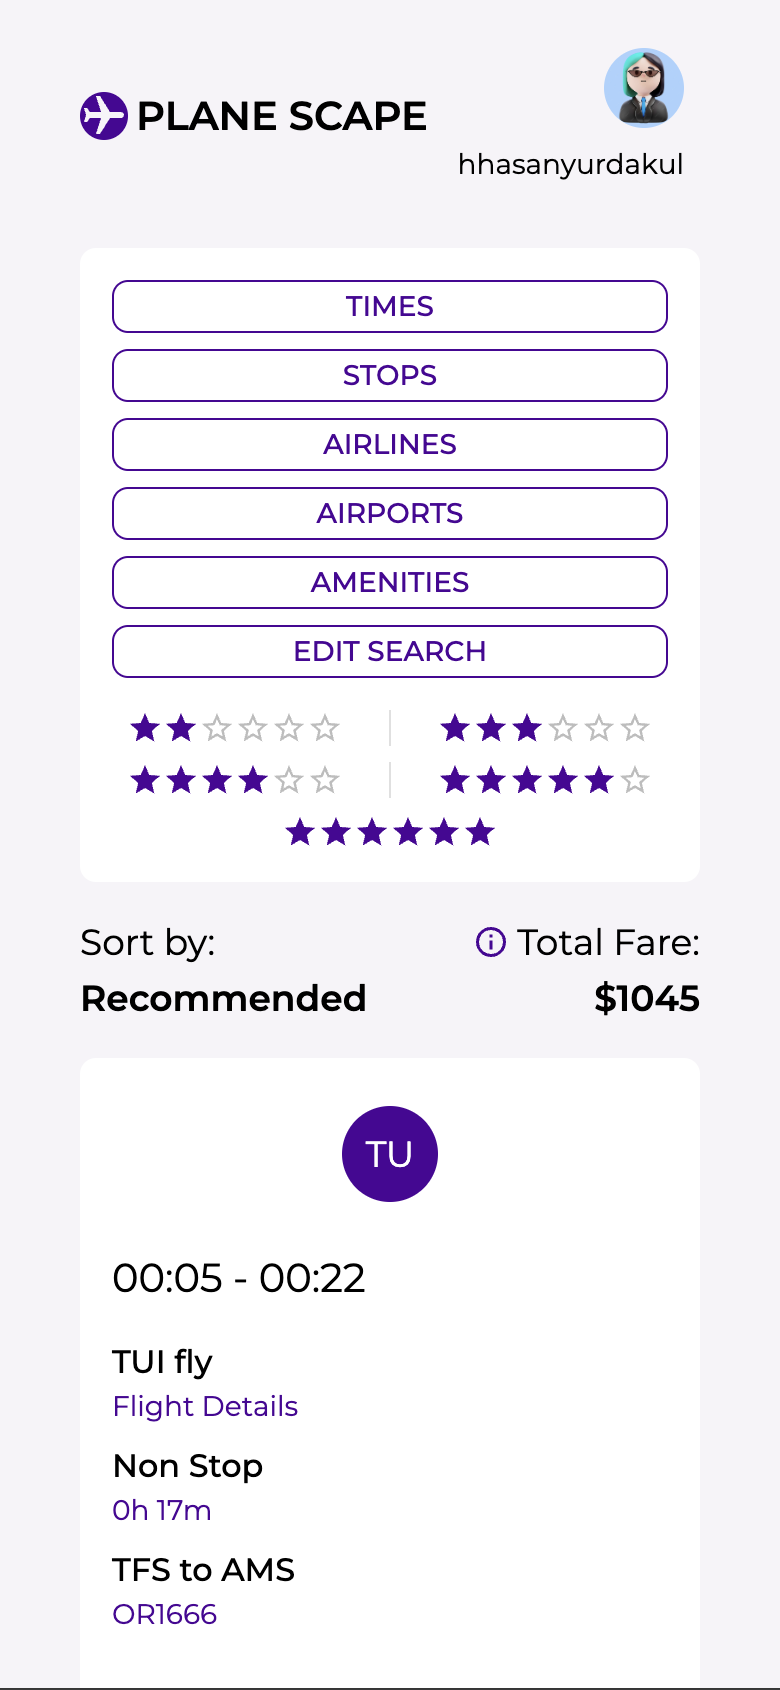 PLANE SCAPE
hhasanyurdakul
TIMES
STOPS
AIRLINES
AIRPORTS
AMENITIES
EDIT SEARCH
Sort by:
Recommended
Total Fare:
$1045
TU
00:05 - 00:22
TUI fly
Flight Details
Non Stop
0h 17m
TFS to AMS
OR1666